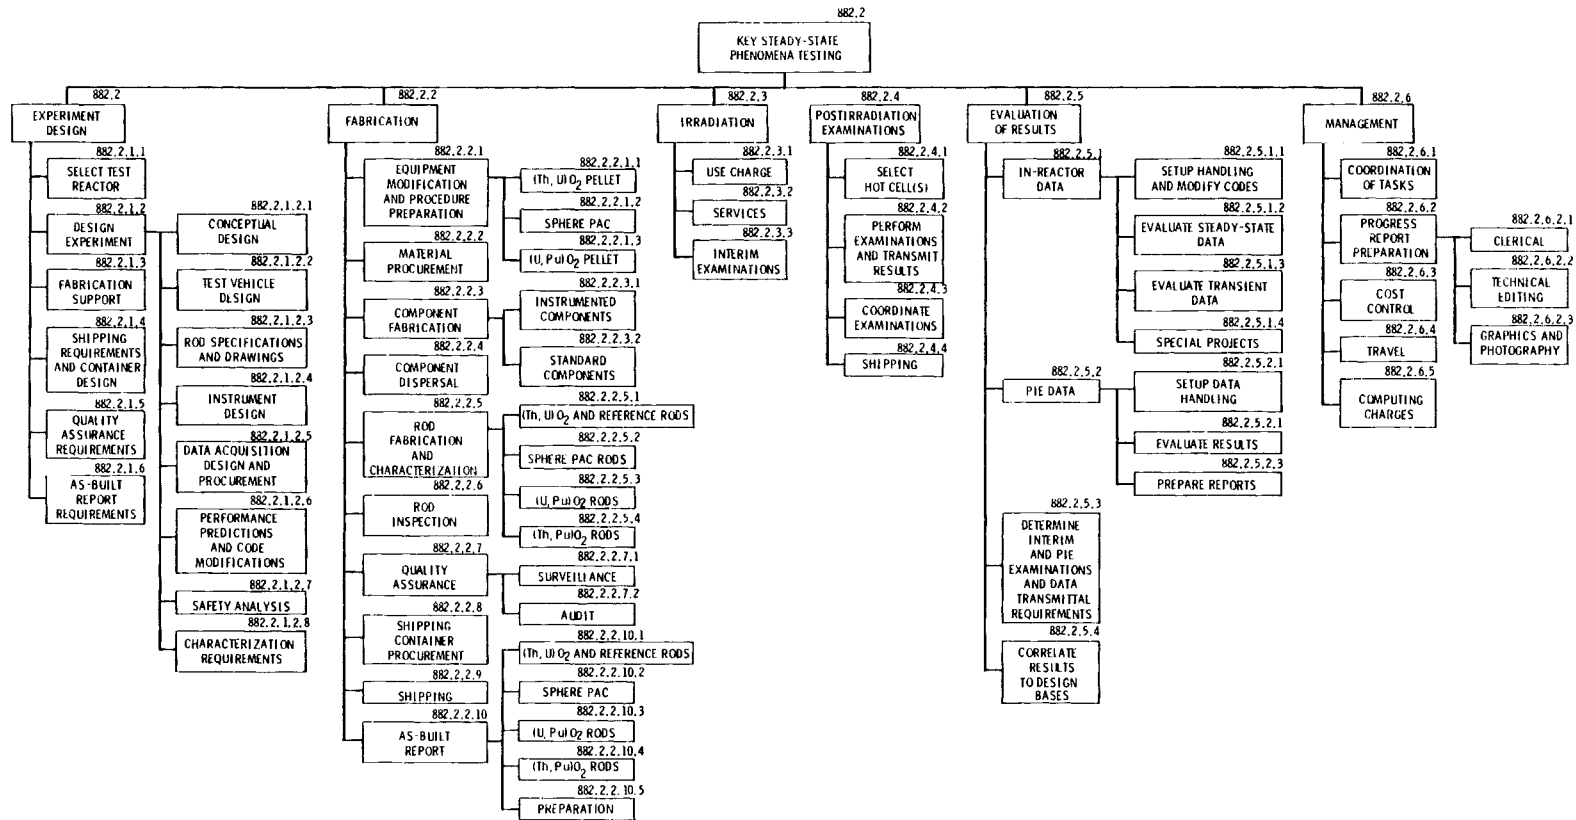 882.2
KEY STEADY-STATE
PHENOMENA TESTING
882.2
EXPERIMENT
DESIGN
882.2.1.1
SELECT TEST
REACTOR
882.2.1.2
DESIGN
EXPERIMENT
882.2.1.2.1
CONCEPTUAL
DESIGN
882.2.1.2.2
TEST VEHICLE
DESIGN
882.2.1.2.3
ROD SPECIFICATIONS
AND DRAWINGS
882.2.1.2.4
INSTRUMENT
DESIGN
882.2.1.2.5
DATA ACQUISITION
DESIGN AND
PROCUREMENT
882.2.1.2.6
PERFORMANCE
PREDICTIONS
AND CODE
MODIFICATIONS
882.2.1.2.7
SAFETY ANALYSIS
882.2.1.2.8
CHARACTERIZATION
REQUIREMENTS
882.2.1.3
FABRICATION
SUPPORT
882.2.1.4
SHIPPING
REQUIREMENTS
AND CONTAINER
DESIGN
882.2.1.5
QUALITY
ASSURANCE
REQUIREMENTS
882.2.1.6
AS-BUILT
REPORT
REQUIREMENTS
882.2.2
FABRICATION
882.2.2.1
EQUIPMENT
MODIFICATION
AND PROCEDURE
PREPARATION
882.2.2.1.1
(Th, U)O2 PELLET
882.2.2.1.2
SPHERE PAC
882.2.2.1.3
(U, Pu)O2 PELLET
882.2.2.2
MATERIAL
PROCUREMENT
882.2.2.3
COMPONENT
FABRICATION
882.2.2.3.1
INSTRUMENTED
COMPONENTS
882.2.2.3.2
STANDARD
COMPONENTS
882.2.2.4
COMPONENT
DISPERSAL
882.2.2.5
ROD
FABRICATION
AND
CHARACTERIZATION
882.2.2.5.1
(Th, U)O2 AND REFERENCE RODS
882.2.2.5.2
SPHERE PAC RODS
882.2.2.5.3
(U, Pu)O2 RODS
882.2.2.5.4
(Th, Pu)O2 RODS
882.2.2.6
ROD
INSPECTION
882.2.2.7
QUALITY
ASSURANCE
882.2.2.7.1
SURVEILLANCE
882.2.2.7.2
AUDIT
882.2.2.8
SHIPPING
CONTAINER
PROCUREMENT
882.2.2.9
SHIPPING
882.2.2.10
AS-BUILT
REPORT
882.2.2.10.1
(Th, U)O2 AND REFERENCE RODS
882.2.2.10.2
SPHERE PAC
882.2.2.10.3
(U, Pu)O2 RODS
882.2.2.10.4
(Th, Pu)O2 RODS
882.2.2.10.5
PREPARATION
882.2.3
IRRADIATION
882.2.3.1
USE CHARGE
882.2.3.2
SERVICES
882.2.3.3
INTERIM
EXAMINATIONS
882.2.4
POSTIRRADIATION
EXAMINATIONS
882.2.4.1
SELECT
HOT CELL(S)
882.2.4.2
PERFORM
EXAMINATIONS
AND TRANSMIT
RESULTS
882.2.4.3
COORDINATE
EXAMINATIONS
882.2.4.4
SHIPPING
882.2.5
EVALUATION
OF RESULTS
882.2.5.1
IN-REACTOR
DATA
882.2.5.1.1
SETUP HANDLING
AND MODIFY CODES
882.2.5.1.2
EVALUATE STEADY-STATE
DATA
882.2.5.1.3
EVALUATE TRANSIENT
DATA
882.2.5.1.4
SPECIAL PROJECTS
882.2.5.2
PIE DATA
882.2.5.2.1
SETUP DATA
HANDLING
882.2.5.2.1
EVALUATE RESULTS
882.2.5.2.3
PREPARE REPORTS
882.2.5.3
DETERMINE
INTERIM
AND PIE
EXAMINATIONS
AND DATA
TRANSMITTAL
REQUIREMENTS
882.2.5.4
CORRELATE
RESULTS
TO DESIGN
BASES
882.2.6
MANAGEMENT
882.2.6.1
COORDINATION
OF TASKS
882.2.6.2
PROGRESS
REPORT
PREPARATION
882.2.6.2.1
CLERICAL
882.2.6.2.2
TECHNICAL
EDITING
882.2.6.2.3
GRAPHICS AND
PHOTOGRAPHY
882.2.6.3
COST
CONTROL
882.2.6.4
TRAVEL
882.2.6.5
COMPUTING
CHARGES